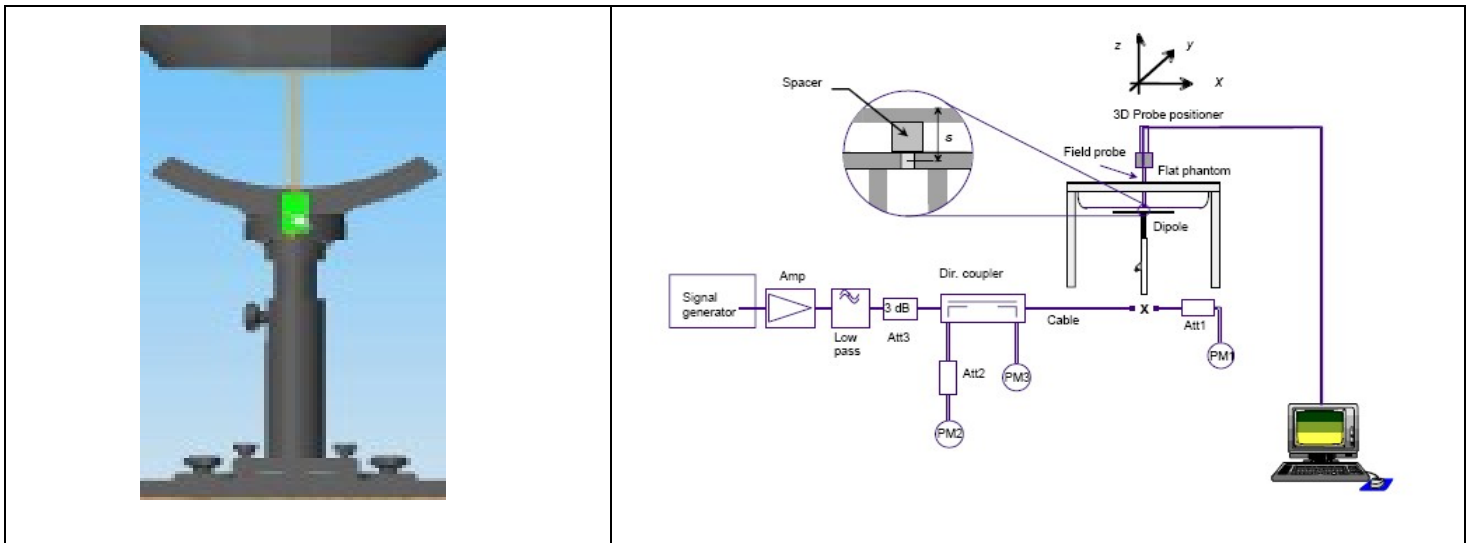 z
y
X
Spacer
s
3D Probe positioner
Field probe
Flat phantom
Dipole
Signal
generator
Amp
Low
pass
3 dB
Att3
Dir. coupler
Cable
X
Att1
PM1
Att2
PM3
PM2